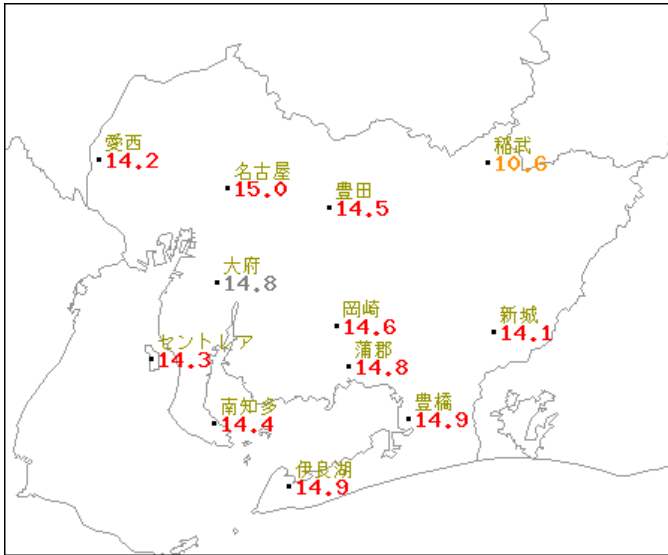 愛西
14.2
稲武
10.6
名古屋
15.0
豊田
14.5
大府
14.8
岡崎
14.6
新城
14.1
セントレア
14.3
蒲郡
14.8
南知多
14.4
豊橋
14.9
伊良湖
14.9